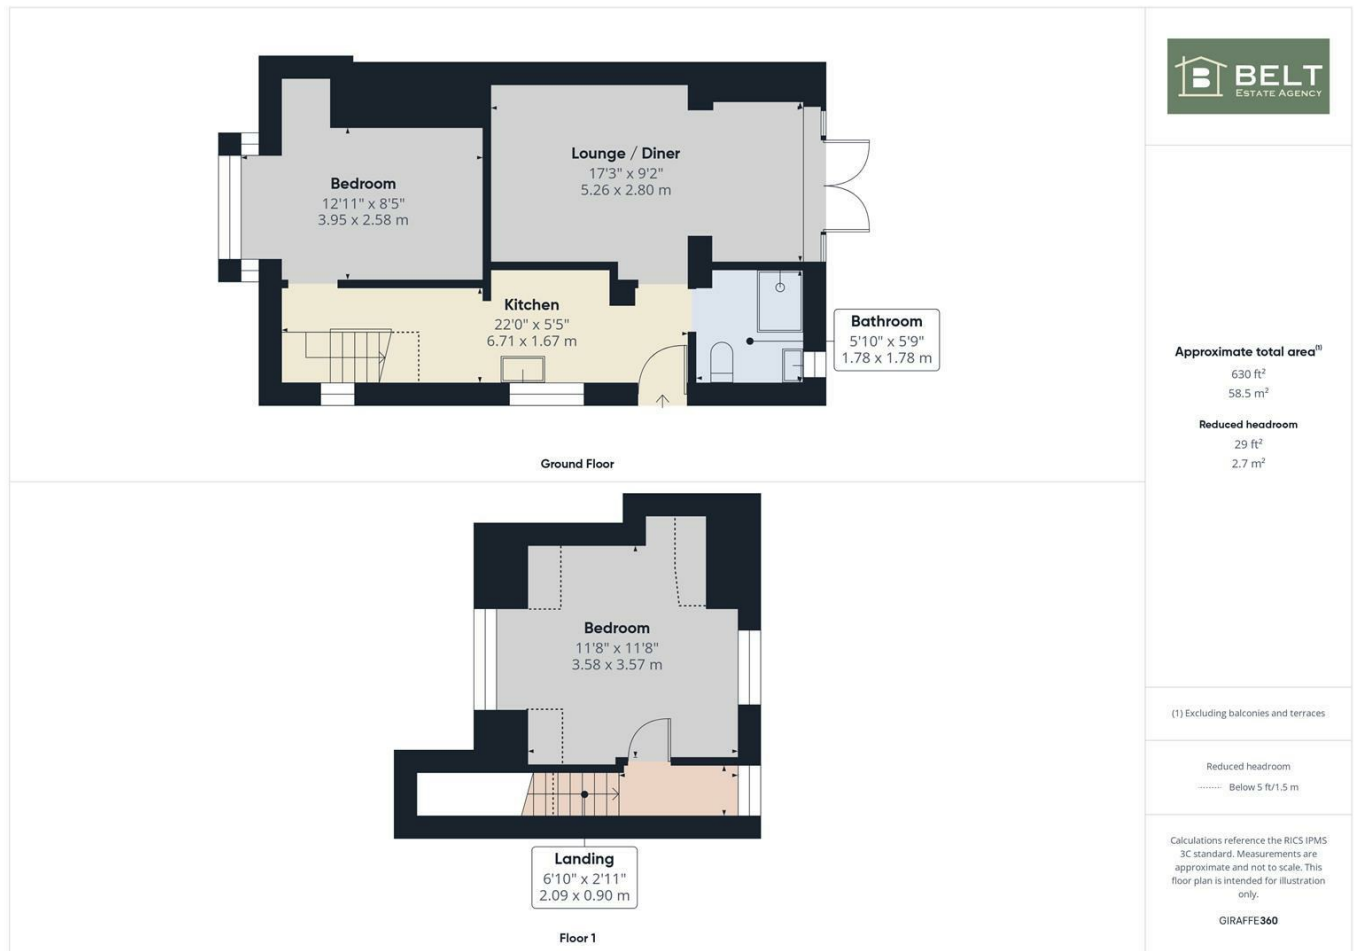 Bedroom
12'11" x 8'5"
3.95 x 2.58 m
Lounge / Diner
17'3" x 9'2"
5.26 x 2.80 m
Kitchen
22'0" x 5'5"
6.71 x 1.67 m
Bathroom
5'10" x 5'9"
1.78 x 1.78 m
Ground Floor
Bedroom
11'8" x 11'8"
3.58 x 3.57 m
Landing
6'10" x 2'11"
2.09 x 0.90 m
Floor 1
B BELT
ESTATE AGENCY
Approximate total area⁽¹⁾
630 ft²
58.5 m²
Reduced headroom
29 ft²
2.7 m²
(1) Excluding balconies and terraces
Reduced headroom
Below 5 ft/1.5 m
Calculations reference the RICS IPMS
3C standard. Measurements are
approximate and not to scale. This
floor plan is intended for illustration
only.
GIRAFFE360